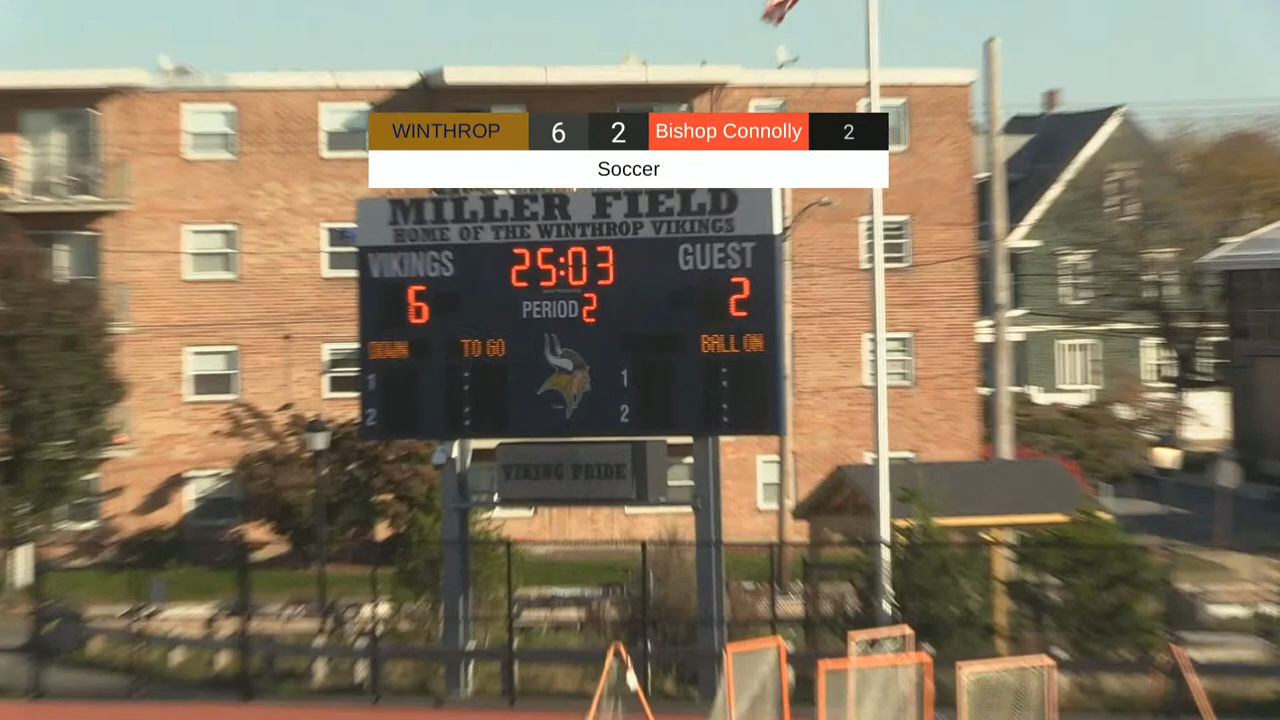 WINTHROP 6 2 Bishop Connolly 2
Soccer
MILLER FIELD
HOME OF THE WINTHROP VIKINGS
VIKINGS 25:03 GUEST
6 PERIOD 2 2
DOWN TO GO BALL ON
1 1
2 2
VIKING PRIDE